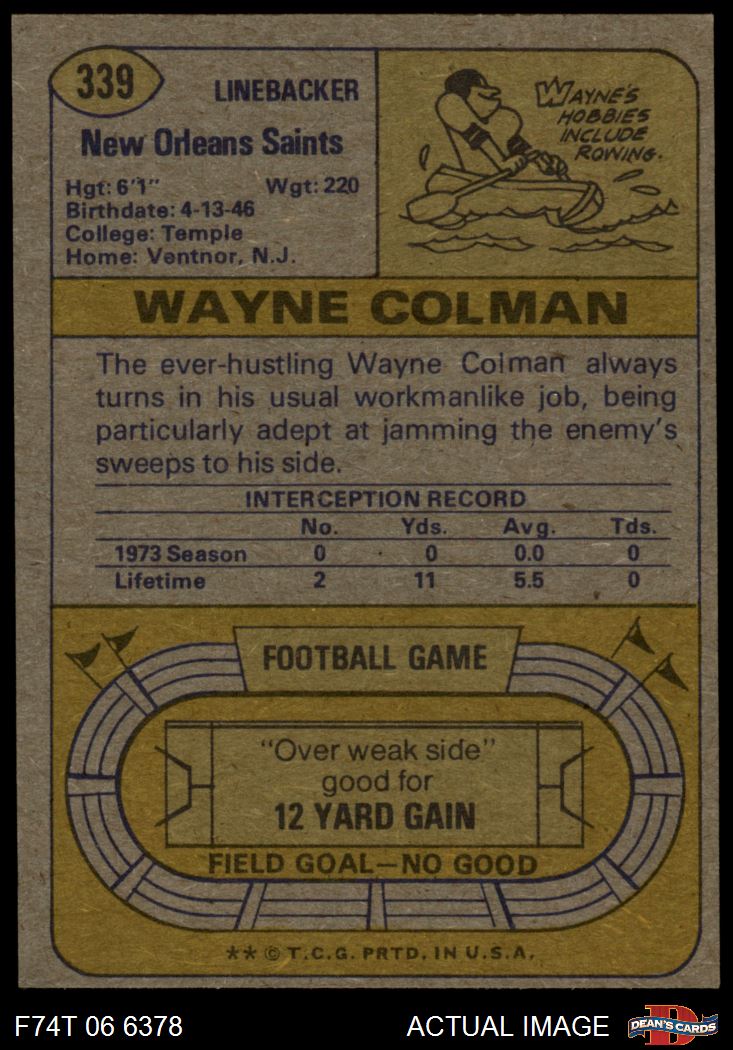 339
LINEBACKER
New Orleans Saints
Hgt: 6'1" Wgt: 220
Birthdate: 4-13-46
College: Temple
Home: Ventnor, N.J.
WAYNE'S
HOBBIES
INCLUDE
ROWING.
WAYNE COLMAN
The ever-hustling Wayne Colman always
turns in his usual workmanlike job, being
particularly adept at jamming the enemy's
sweeps to his side.
INTERCEPTION RECORD
No. Yds. Avg. Tds.
1973 Season 0 0 0.0 0
Lifetime 2 11 5.5 0
FOOTBALL GAME
"Over weak side"
good for
12 YARD GAIN
FIELD GOAL—NO GOOD
** © T.C.G. PRTD. IN U.S.A.
F74T 06 6378 ACTUAL IMAGE
D
DEAN'S CARDS